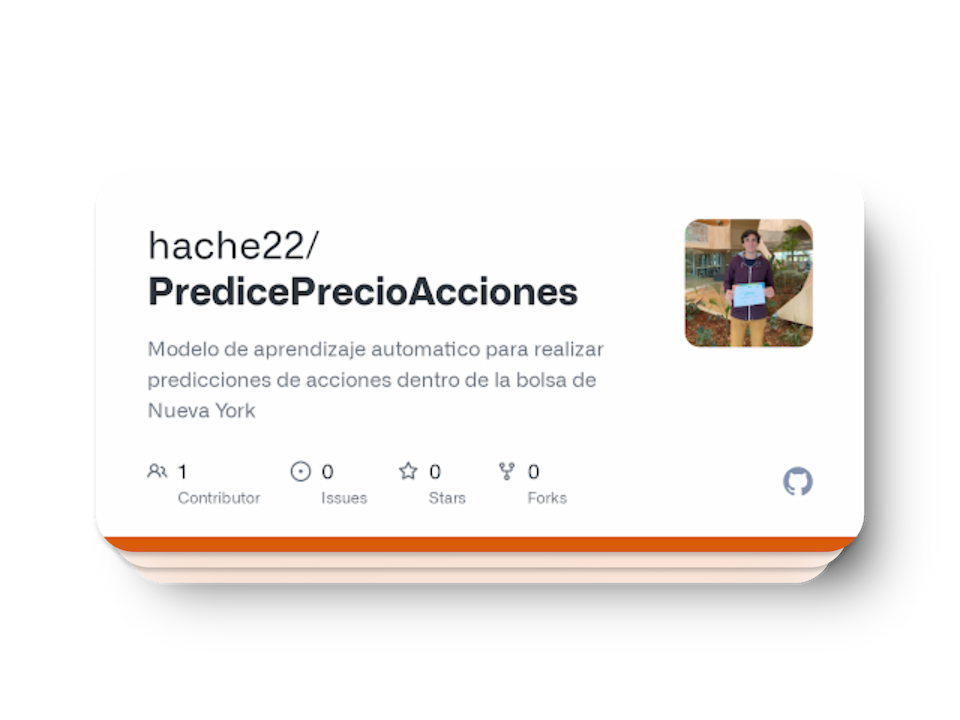 hache22/
PredicePrecioAcciones
Modelo de aprendizaje automatico para realizar
predicciones de acciones dentro de la bolsa de
Nueva York
1 0 0 0
Contributor Issues Stars Forks